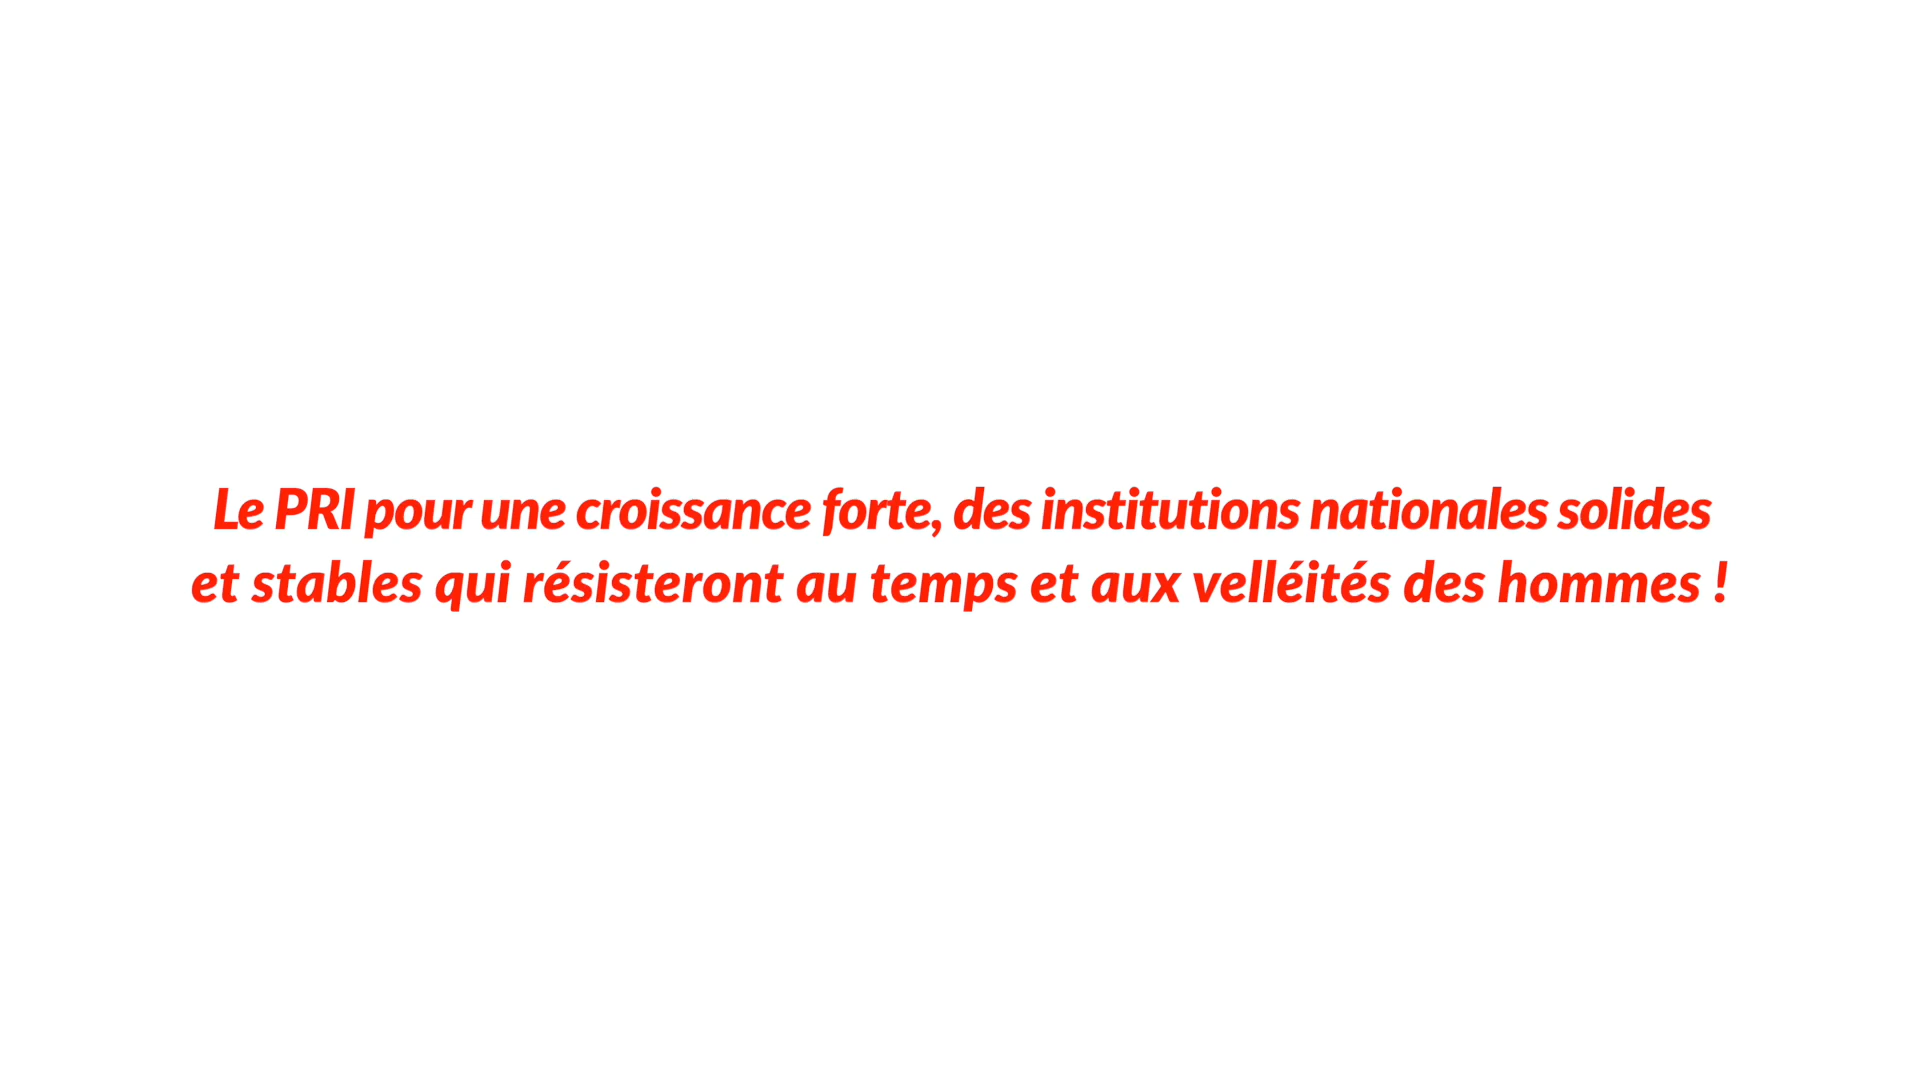 Le PRI pour une croissance forte, des institutions nationales solides
et stables qui résisteront au temps et aux velléités des hommes !